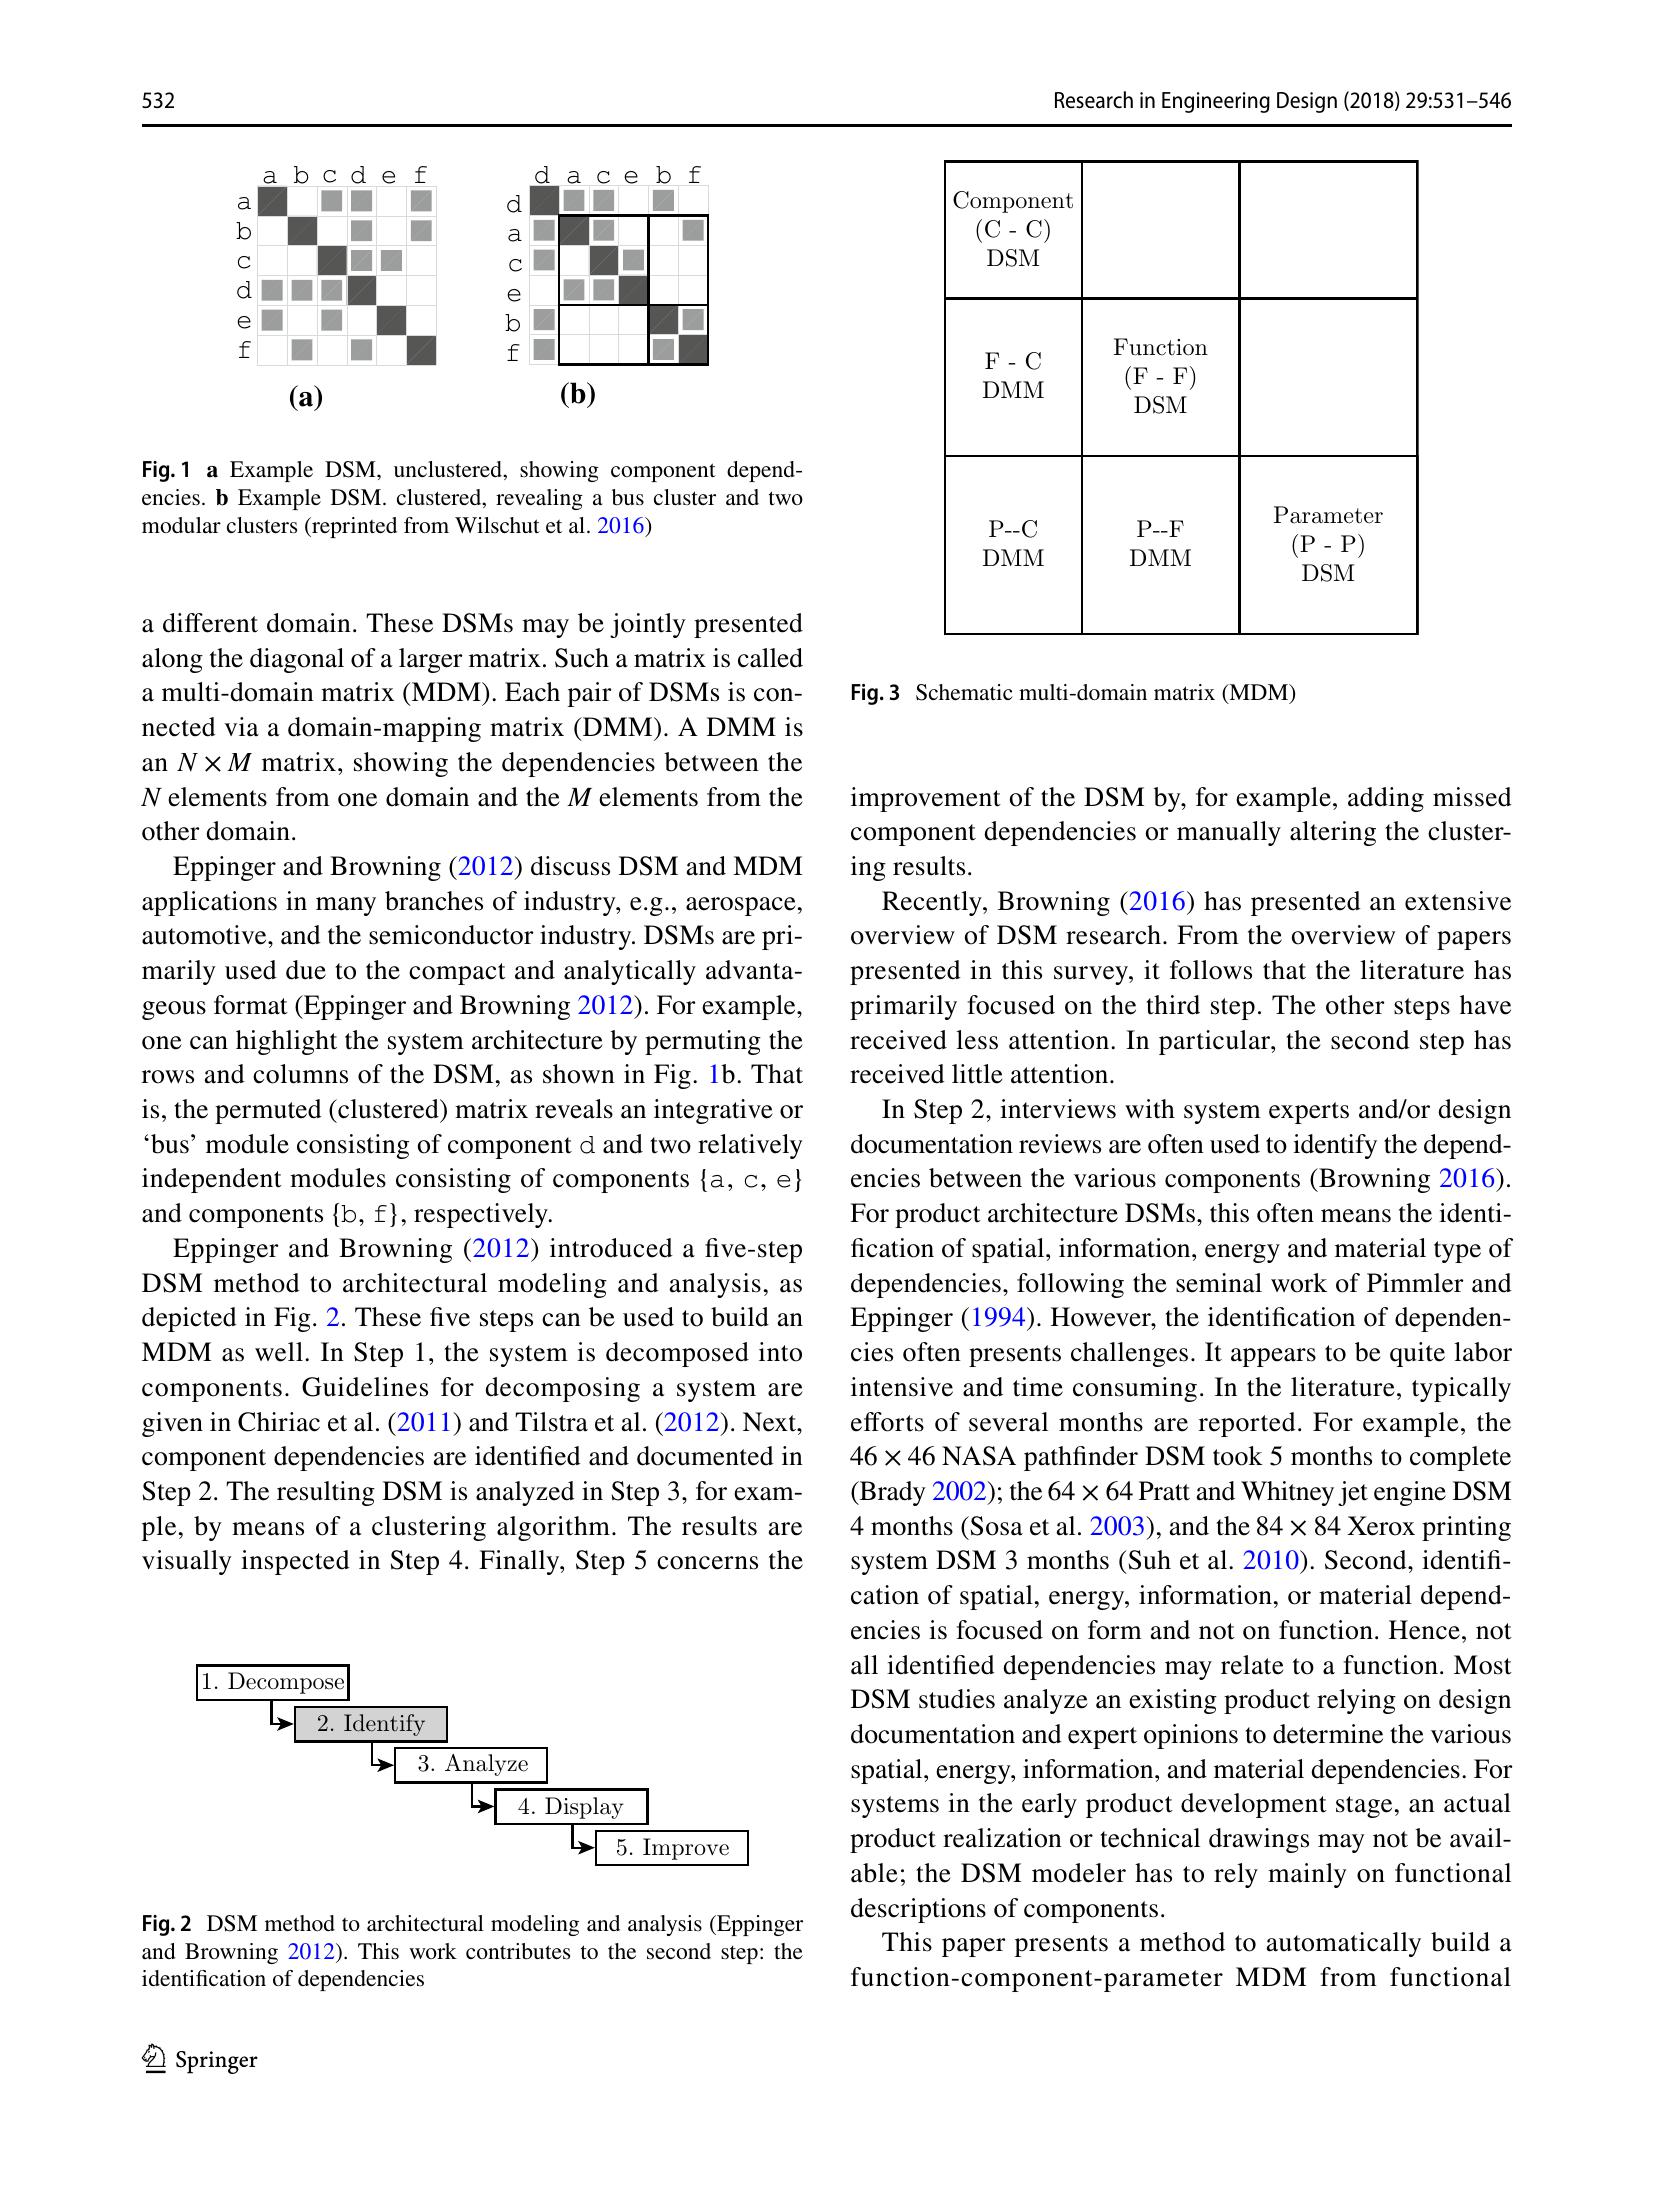 532
Research in Engineering Design (2018) 29:531–546
a b c d e f
a
b
c
d
e
f
(a)
d a c e b f
d
a
c
e
b
f
(b)
Fig. 1 a Example DSM, unclustered, showing component depend-
encies. b Example DSM. clustered, revealing a bus cluster and two
modular clusters (reprinted from Wilschut et al. 2016)
a different domain. These DSMs may be jointly presented
along the diagonal of a larger matrix. Such a matrix is called
a multi-domain matrix (MDM). Each pair of DSMs is con-
nected via a domain-mapping matrix (DMM). A DMM is
an N × M matrix, showing the dependencies between the
N elements from one domain and the M elements from the
other domain.
Eppinger and Browning (2012) discuss DSM and MDM
applications in many branches of industry, e.g., aerospace,
automotive, and the semiconductor industry. DSMs are pri-
marily used due to the compact and analytically advanta-
geous format (Eppinger and Browning 2012). For example,
one can highlight the system architecture by permuting the
rows and columns of the DSM, as shown in Fig. 1b. That
is, the permuted (clustered) matrix reveals an integrative or
‘bus’ module consisting of component d and two relatively
independent modules consisting of components {a, c, e}
and components {b, f}, respectively.
Eppinger and Browning (2012) introduced a five-step
DSM method to architectural modeling and analysis, as
depicted in Fig. 2. These five steps can be used to build an
MDM as well. In Step 1, the system is decomposed into
components. Guidelines for decomposing a system are
given in Chiriac et al. (2011) and Tilstra et al. (2012). Next,
component dependencies are identified and documented in
Step 2. The resulting DSM is analyzed in Step 3, for exam-
ple, by means of a clustering algorithm. The results are
visually inspected in Step 4. Finally, Step 5 concerns the
1. Decompose
2. Identify
3. Analyze
4. Display
5. Improve
Fig. 2 DSM method to architectural modeling and analysis (Eppinger
and Browning 2012). This work contributes to the second step: the
identification of dependencies
Component
(C - C)
DSM
F - C
DMM
Function
(F - F)
DSM
P--C
DMM
P--F
DMM
Parameter
(P - P)
DSM
Fig. 3 Schematic multi-domain matrix (MDM)
improvement of the DSM by, for example, adding missed
component dependencies or manually altering the cluster-
ing results.
Recently, Browning (2016) has presented an extensive
overview of DSM research. From the overview of papers
presented in this survey, it follows that the literature has
primarily focused on the third step. The other steps have
received less attention. In particular, the second step has
received little attention.
In Step 2, interviews with system experts and/or design
documentation reviews are often used to identify the depend-
encies between the various components (Browning 2016).
For product architecture DSMs, this often means the identi-
fication of spatial, information, energy and material type of
dependencies, following the seminal work of Pimmler and
Eppinger (1994). However, the identification of dependen-
cies often presents challenges. It appears to be quite labor
intensive and time consuming. In the literature, typically
efforts of several months are reported. For example, the
46 × 46 NASA pathfinder DSM took 5 months to complete
(Brady 2002); the 64 × 64 Pratt and Whitney jet engine DSM
4 months (Sosa et al. 2003), and the 84 × 84 Xerox printing
system DSM 3 months (Suh et al. 2010). Second, identifi-
cation of spatial, energy, information, or material depend-
encies is focused on form and not on function. Hence, not
all identified dependencies may relate to a function. Most
DSM studies analyze an existing product relying on design
documentation and expert opinions to determine the various
spatial, energy, information, and material dependencies. For
systems in the early product development stage, an actual
product realization or technical drawings may not be avail-
able; the DSM modeler has to rely mainly on functional
descriptions of components.
This paper presents a method to automatically build a
function-component-parameter MDM from functional
Springer